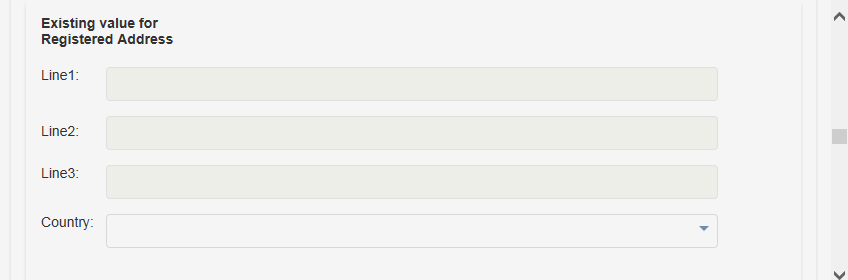 Existing value for
Registered Address
Line1:
Line2:
Line3:
Country: